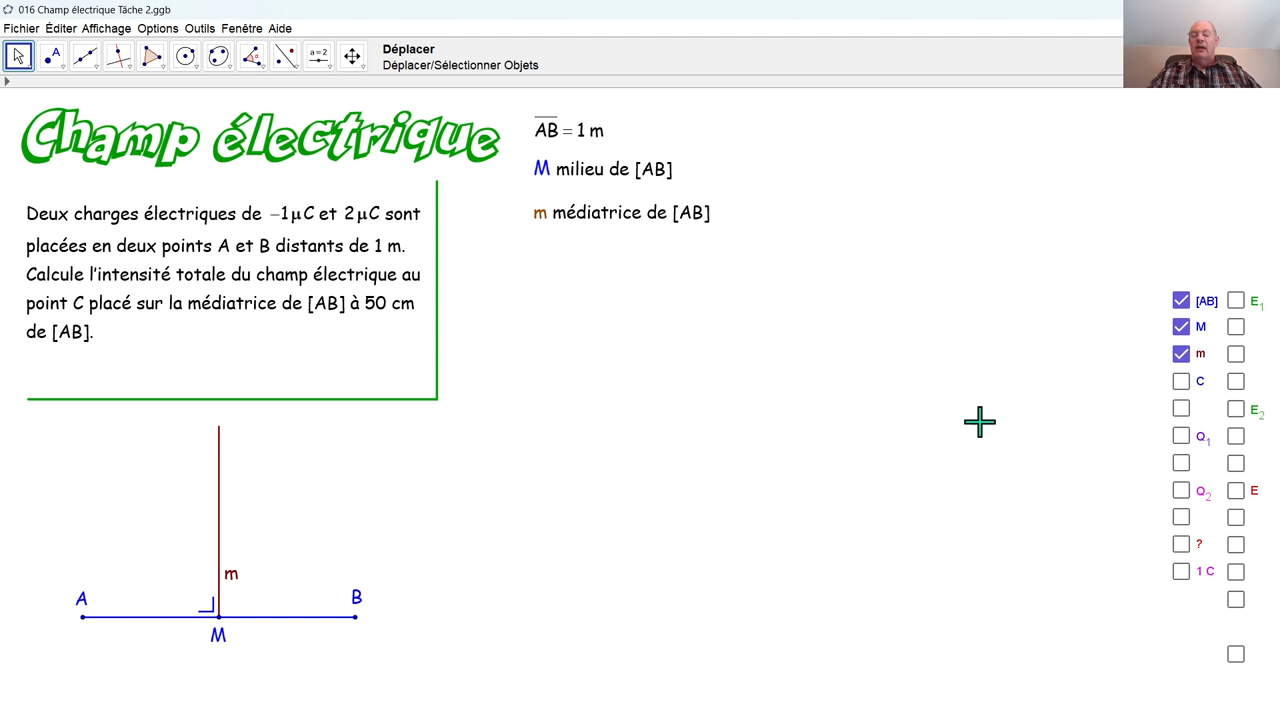 016 Champ électrique Tâche 2.ggb
Fichier Éditer Affichage Options Outils Fenêtre Aide
A
a=2
Déplacer
Déplacer/Sélectionner Objets
Champ électrique
Deux charges électriques de −1μC et 2μC sont
placées en deux points A et B distants de 1 m.
Calcule l'intensité totale du champ électrique au
point C placé sur la médiatrice de [AB] à 50 cm
de [AB].
AB = 1 m
M milieu de [AB]
m médiatrice de [AB]
[AB] E1
M
m
C
E2
Q1
Q2 E
?
1 C
m
A B
M